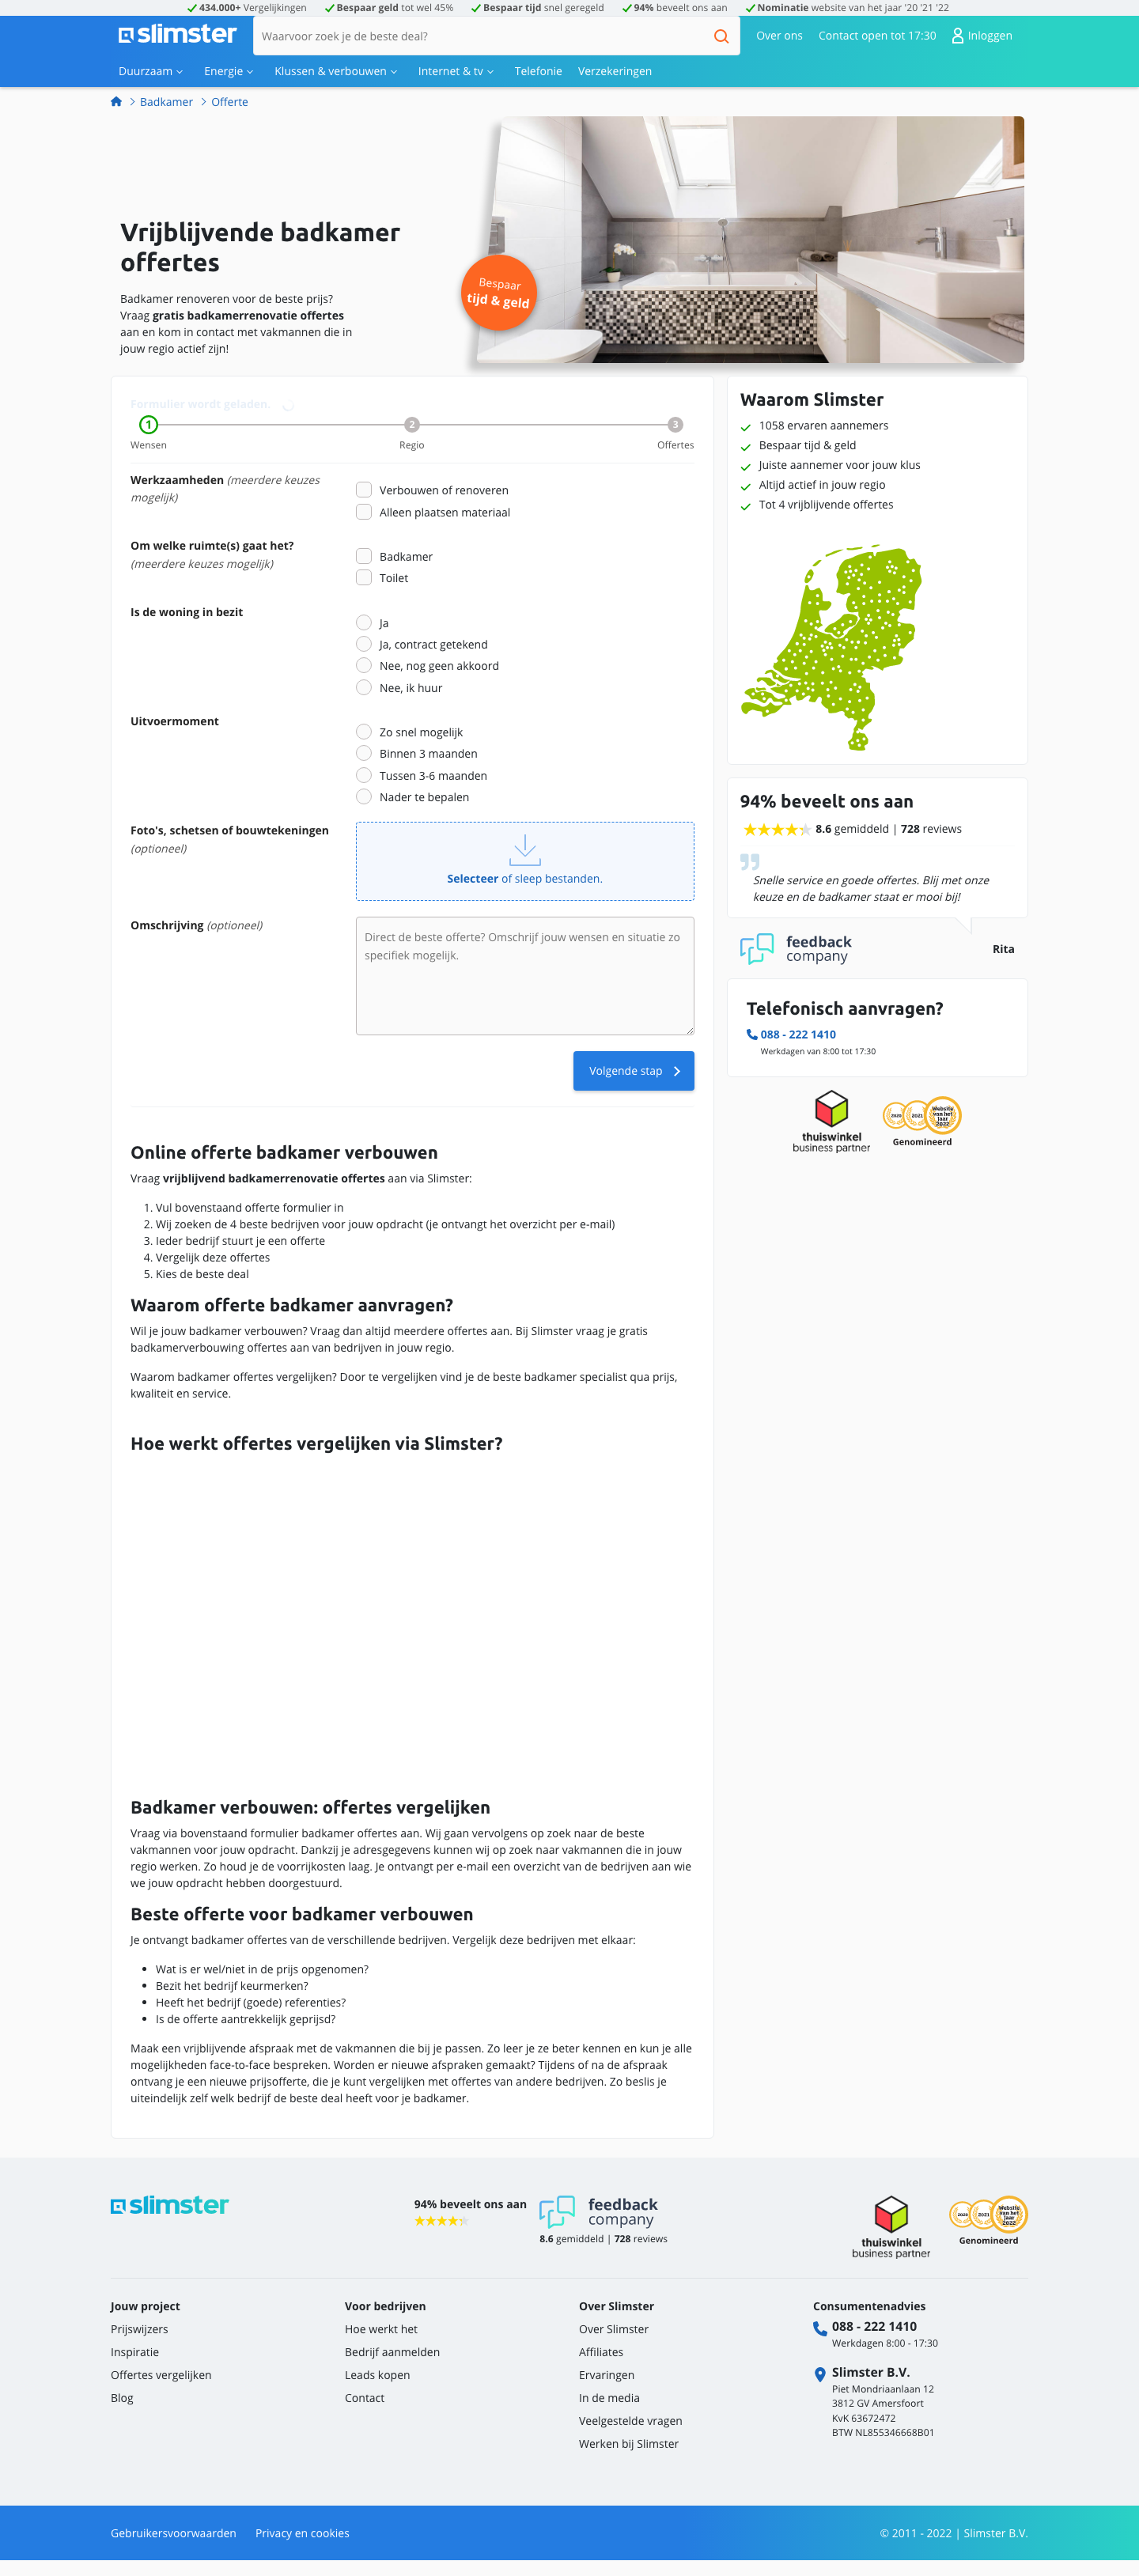 434.000+ Vergelijkingen Bespaar geld tot wel 45% Bespaar tijd snel geregeld 94% beveelt ons aan Nominatie website van het jaar '20 '21 '22
slimster
Waarvoor zoek je de beste deal?
Over ons Contact open tot 17:30 Inloggen
Duurzaam Energie Klussen & verbouwen Internet & tv Telefonie Verzekeringen
Badkamer Offerte
Vrijblijvende badkamer
offertes
Badkamer renoveren voor de beste prijs?
Vraag gratis badkamerrenovatie offertes
aan en kom in contact met vakmannen die in
jouw regio actief zijn!
Bespaar
tijd & geld
Formulier wordt geladen.
1 2 3
Wensen Regio Offertes
Werkzaamheden (meerdere keuzes
mogelijk)
Verbouwen of renoveren
Alleen plaatsen materiaal
Om welke ruimte(s) gaat het?
(meerdere keuzes mogelijk)
Badkamer
Toilet
Is de woning in bezit
Ja
Ja, contract getekend
Nee, nog geen akkoord
Nee, ik huur
Uitvoermoment
Zo snel mogelijk
Binnen 3 maanden
Tussen 3-6 maanden
Nader te bepalen
Foto's, schetsen of bouwtekeningen
(optioneel)
Selecteer of sleep bestanden.
Omschrijving (optioneel)
Direct de beste offerte? Omschrijf jouw wensen en situatie zo
specifiek mogelijk.
Volgende stap
Online offerte badkamer verbouwen
Vraag vrijblijvend badkamerrenovatie offertes aan via Slimster:
1. Vul bovenstaand offerte formulier in
2. Wij zoeken de 4 beste bedrijven voor jouw opdracht (je ontvangt het overzicht per e-mail)
3. Ieder bedrijf stuurt je een offerte
4. Vergelijk deze offertes
5. Kies de beste deal
Waarom offerte badkamer aanvragen?
Wil je jouw badkamer verbouwen? Vraag dan altijd meerdere offertes aan. Bij Slimster vraag je gratis
badkamerverbouwing offertes aan van bedrijven in jouw regio.
Waarom badkamer offertes vergelijken? Door te vergelijken vind je de beste badkamer specialist qua prijs,
kwaliteit en service.
Hoe werkt offertes vergelijken via Slimster?
Badkamer verbouwen: offertes vergelijken
Vraag via bovenstaand formulier badkamer offertes aan. Wij gaan vervolgens op zoek naar de beste
vakmannen voor jouw opdracht. Dankzij je adresgegevens kunnen wij op zoek naar vakmannen die in jouw
regio werken. Zo houd je de voorrijkosten laag. Je ontvangt per e-mail een overzicht van de bedrijven aan wie
we jouw opdracht hebben doorgestuurd.
Beste offerte voor badkamer verbouwen
Je ontvangt badkamer offertes van de verschillende bedrijven. Vergelijk deze bedrijven met elkaar:
Wat is er wel/niet in de prijs opgenomen?
Bezit het bedrijf keurmerken?
Heeft het bedrijf (goede) referenties?
Is de offerte aantrekkelijk geprijsd?
Maak een vrijblijvende afspraak met de vakmannen die bij je passen. Zo leer je ze beter kennen en kun je alle
mogelijkheden face-to-face bespreken. Worden er nieuwe afspraken gemaakt? Tijdens of na de afspraak
ontvang je een nieuwe prijsofferte, die je kunt vergelijken met offertes van andere bedrijven. Zo beslis je
uiteindelijk zelf welk bedrijf de beste deal heeft voor je badkamer.
Waarom Slimster
1058 ervaren aannemers
Bespaar tijd & geld
Juiste aannemer voor jouw klus
Altijd actief in jouw regio
Tot 4 vrijblijvende offertes
94% beveelt ons aan
8.6 gemiddeld | 728 reviews
Snelle service en goede offertes. Blij met onze
keuze en de badkamer staat er mooi bij!
feedback
company
Rita
Telefonisch aanvragen?
088 - 222 1410
Werkdagen van 8:00 tot 17:30
thuiswinkel
business partner
2020 2021 Website
van het
Jaar
2022
Genomineerd
slimster
94% beveelt ons aan
feedback
company
8.6 gemiddeld | 728 reviews
thuiswinkel
business partner
2020 2021 Website
van het
Jaar
2022
Genomineerd
Jouw project
Prijswijzers
Inspiratie
Offertes vergelijken
Blog
Voor bedrijven
Hoe werkt het
Bedrijf aanmelden
Leads kopen
Contact
Over Slimster
Over Slimster
Affiliates
Ervaringen
In de media
Veelgestelde vragen
Werken bij Slimster
Consumentenadvies
088 - 222 1410
Werkdagen 8:00 - 17:30
Slimster B.V.
Piet Mondriaanlaan 12
3812 GV Amersfoort
KvK 63672472
BTW NL855346668B01
Gebruikersvoorwaarden Privacy en cookies
© 2011 - 2022 | Slimster B.V.